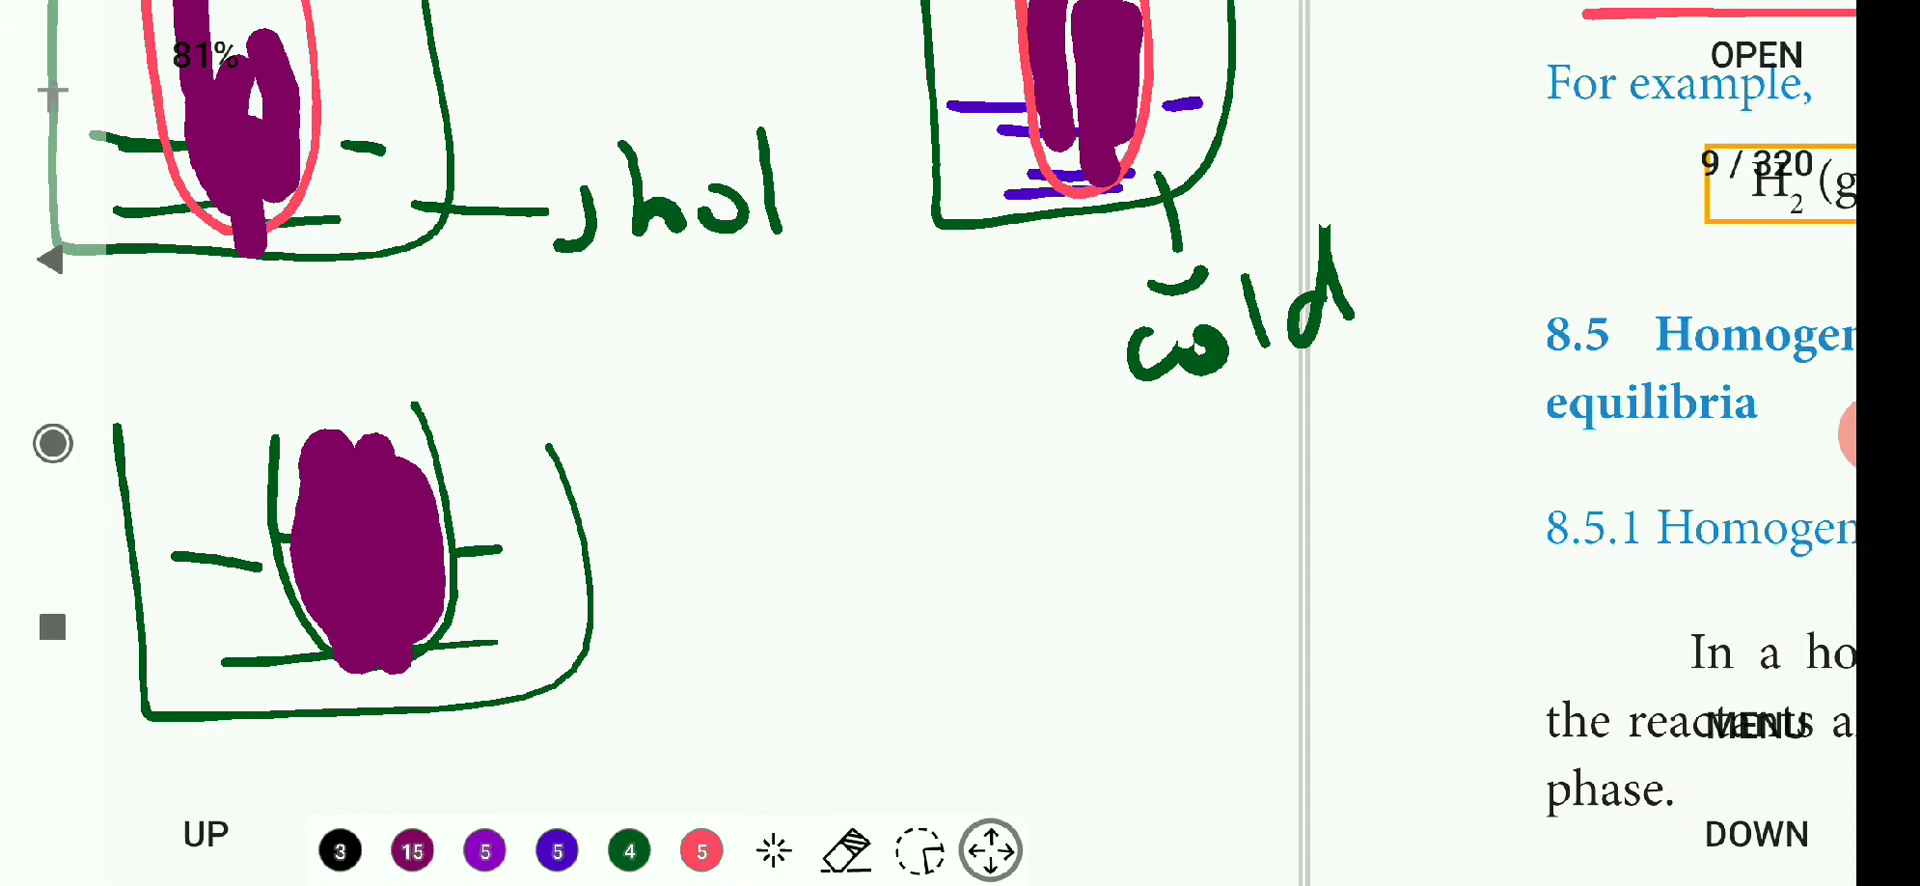 81%
hol
cold
UP
3 15 5 5 4 5
OPEN
For example,
9 / 320
H2 (g
8.5 Homogen
equilibria
8.5.1 Homogen
In a ho
the reactants a
MENU
phase.
DOWN